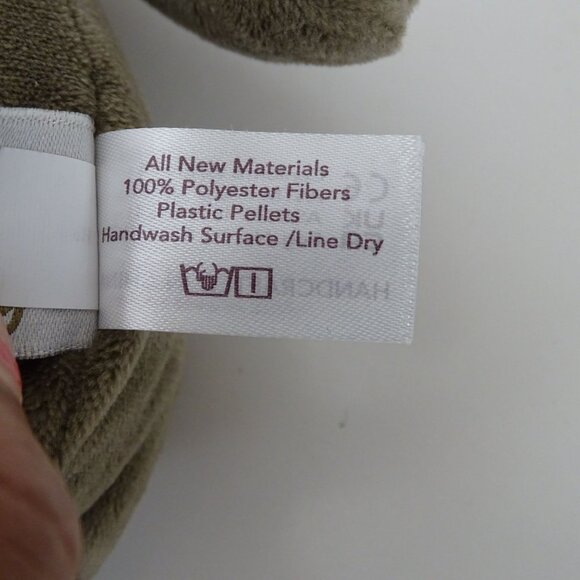 All New Materials
100% Polyester Fibers
Plastic Pellets
Handwash Surface /Line Dry